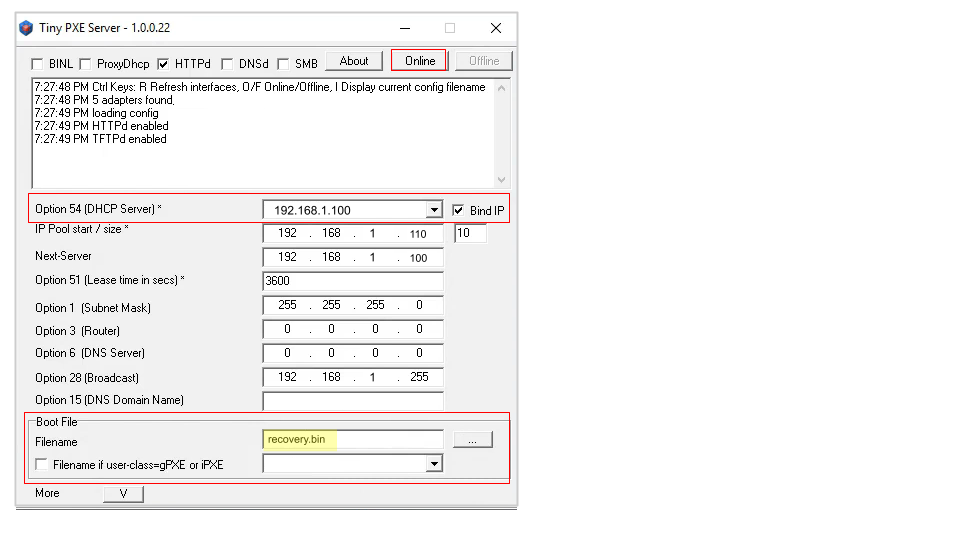 Tiny PXE Server - 1.0.0.22
BINL ProxyDhcp HTTPd DNSd SMB About Online Offline
7:27:48 PM Ctrl Keys: R Refresh interfaces, O/F Online/Offline, I Display current config filename
7:27:48 PM 5 adapters found.
7:27:49 PM loading config
7:27:49 PM HTTPd enabled
7:27:49 PM TFTPd enabled
Option 54 (DHCP Server) * 192.168.1.100 Bind IP
IP Pool start / size * 192 . 168 . 1 . 110 10
Next-Server 192 . 168 . 1 . 100
Option 51 (Lease time in secs) * 3600
Option 1 (Subnet Mask) 255 . 255 . 255 . 0
Option 3 (Router) 0 . 0 . 0 . 0
Option 6 (DNS Server) 0 . 0 . 0 . 0
Option 28 (Broadcast) 192 . 168 . 1 . 255
Option 15 (DNS Domain Name)
Boot File
Filename recovery.bin ...
Filename if user-class=gPXE or iPXE
More V